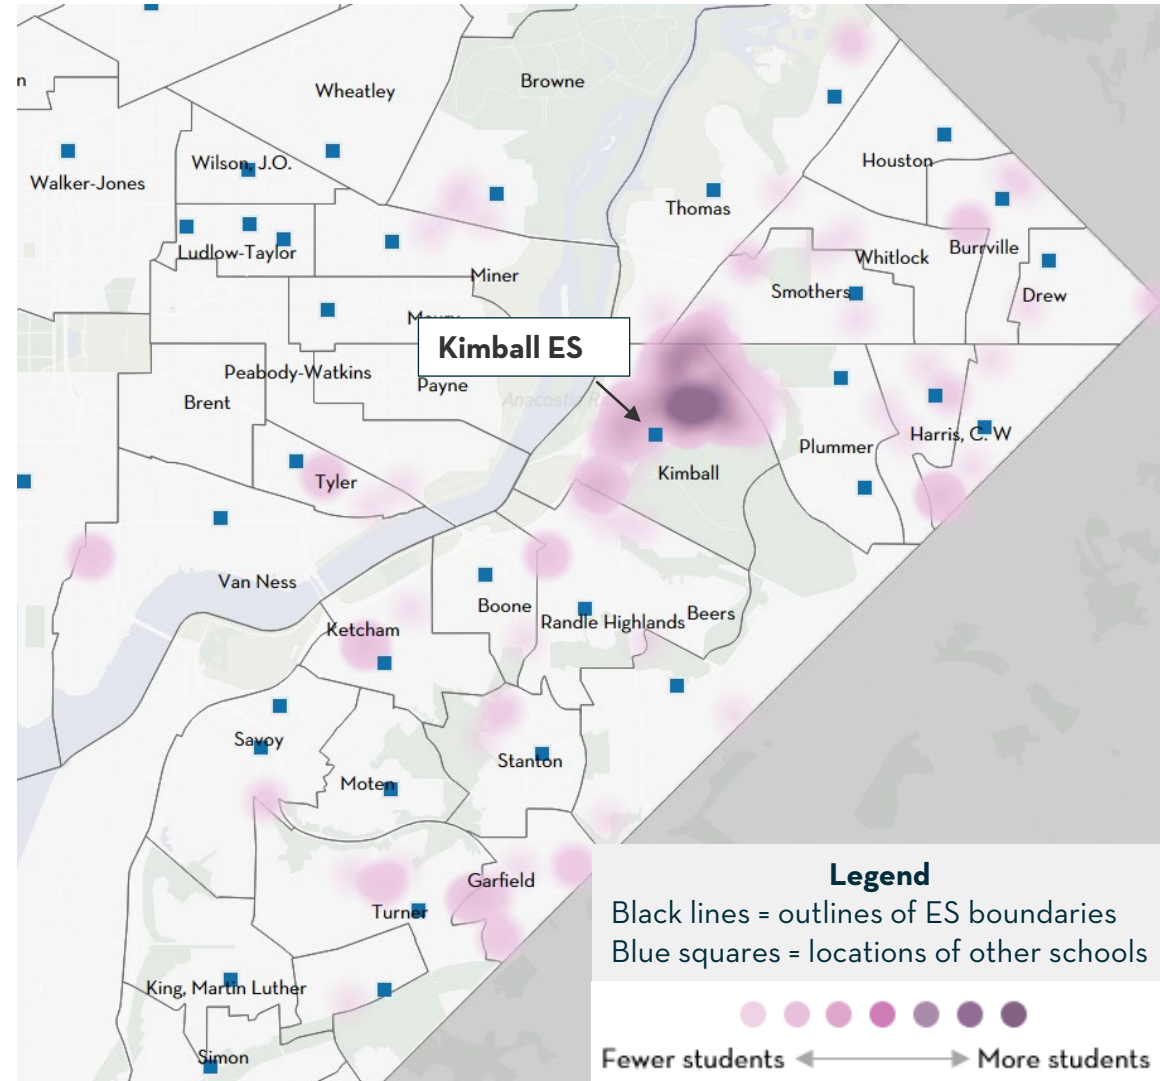 Browne
n
Wheatley
Houston
Wilson, J.O.
Walker-Jones
Thomas
Ludlow-Taylor
Burrville
Whitlock
Miner
Smothers
Drew
Maury
Kimball ES
Peabody-Watkins
Payne
Brent
Anacostia R
Harris, C. W
Plummer
Kimball
Tyler
Van Ness
Boone
Beers
Randle Highlands
Ketcham
Savoy
Stanton
Moten
Garfield
Turner
King, Martin Luther
Simon
Legend
Black lines = outlines of ES boundaries
Blue squares = locations of other schools
Fewer students
More students